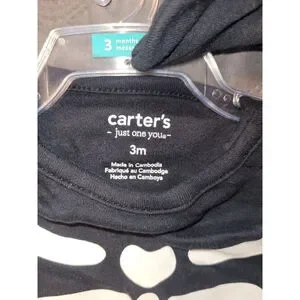 3 months
carter's
- just one you® -
3m
Made in Cambodia
Fabriqué au Cambodge
Hecho en Camboya